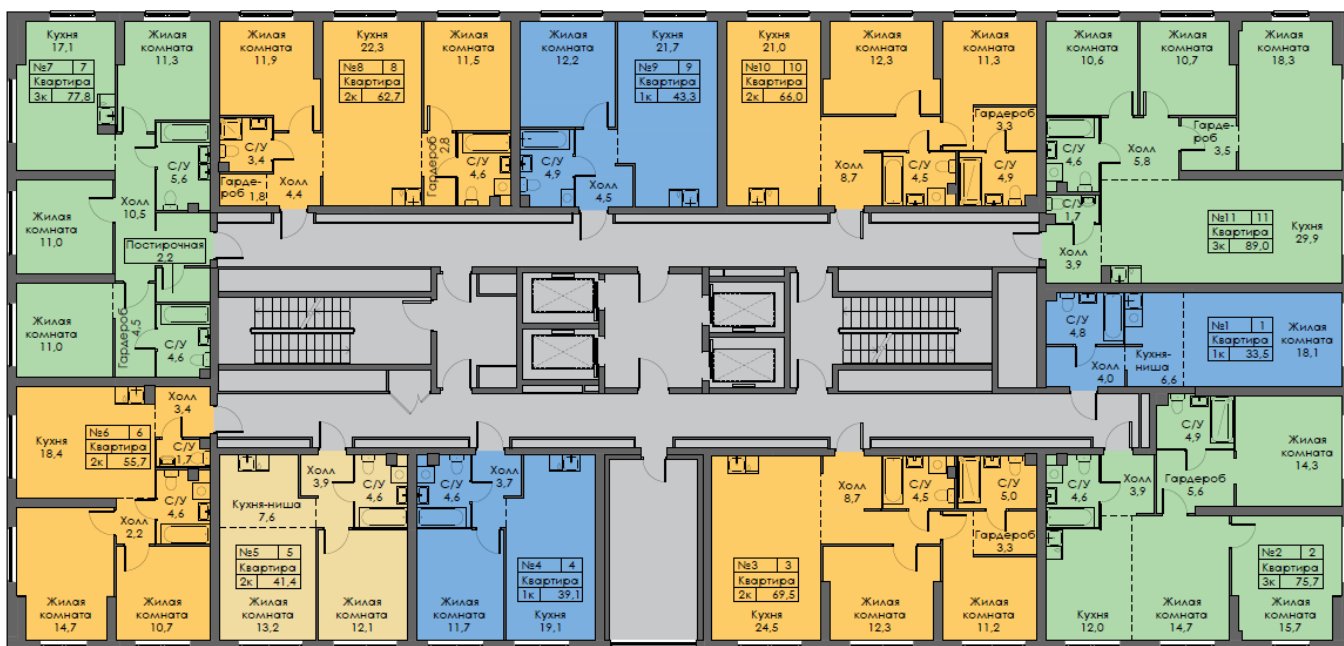 Кухня
17,1
№7 7
Квартира
3к 77,8
Жилая
комната
11,3
С/У
5,6
Холл
10,5
Жилая
комната
11,0
Постирочная
2,2
Жилая
комната
11,0
Гардероб
4,5
С/У
4,6
Жилая
комната
11,9
Кухня
22,3
№8 8
Квартира
2к 62,7
Жилая
комната
11,5
С/У
3,4
Гарде-
роб 1,8
Холл
4,4
Гардероб
2,8
С/У
4,6
Жилая
комната
12,2
Кухня
21,7
№9 9
Квартира
1к 43,3
С/У
4,9
Холл
4,5
Кухня
21,0
№10 10
Квартира
2к 66,0
Жилая
комната
12,3
Жилая
комната
11,3
Гардероб
3,3
Холл
8,7
С/У
4,5
С/У
4,9
Жилая
комната
10,6
Жилая
комната
10,7
Жилая
комната
18,3
С/У
4,6
Холл
5,8
Гарде-
роб
3,5
С/У
1,7
№11 11
Квартира
3к 89,0
Кухня
29,9
Холл
3,9
С/У
4,8
№1 1
Квартира
1к 33,5
Жилая
комната
18,1
Холл
4,0
Кухня-
ниша
6,6
Кухня
18,4
№6 6
Квартира
2к 55,7
Холл
3,4
С/У
1,7
С/У
4,6
Холл
2,2
Жилая
комната
14,7
Жилая
комната
10,7
Холл
3,9
С/У
4,6
Кухня-ниша
7,6
№5 5
Квартира
2к 41,4
Жилая
комната
13,2
Жилая
комната
12,1
С/У
4,6
Холл
3,7
№4 4
Квартира
1к 39,1
Жилая
комната
11,7
Кухня
19,1
Холл
8,7
С/У
4,5
С/У
5,0
Гардероб
3,3
№3 3
Квартира
2к 69,5
Кухня
24,5
Жилая
комната
12,3
Жилая
комната
11,2
С/У
4,9
Жилая
комната
14,3
С/У
4,6
Холл
3,9
Гардероб
5,6
№2 2
Квартира
3к 75,7
Кухня
12,0
Жилая
комната
14,7
Жилая
комната
15,7